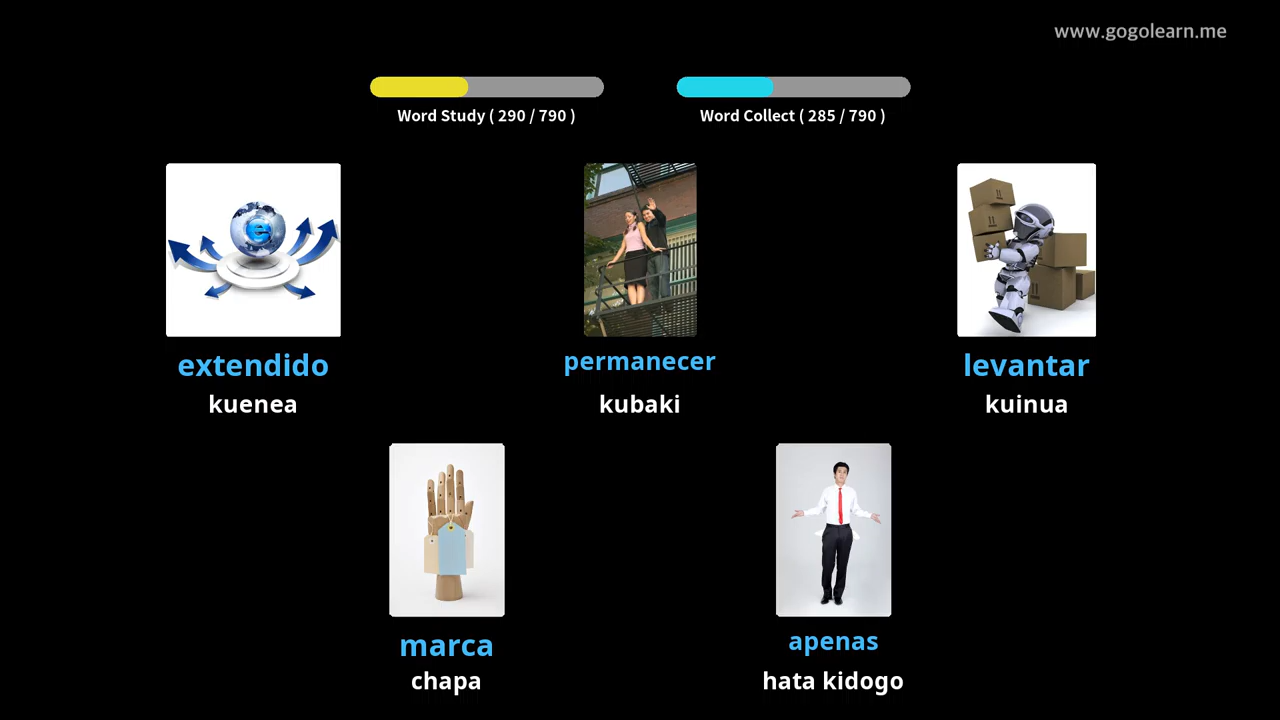 www.gogolearn.me
Word Study ( 290 / 790 )
Word Collect ( 285 / 790 )
extendido
kuenea
permanecer
kubaki
levantar
kuinua
marca
chapa
apenas
hata kidogo